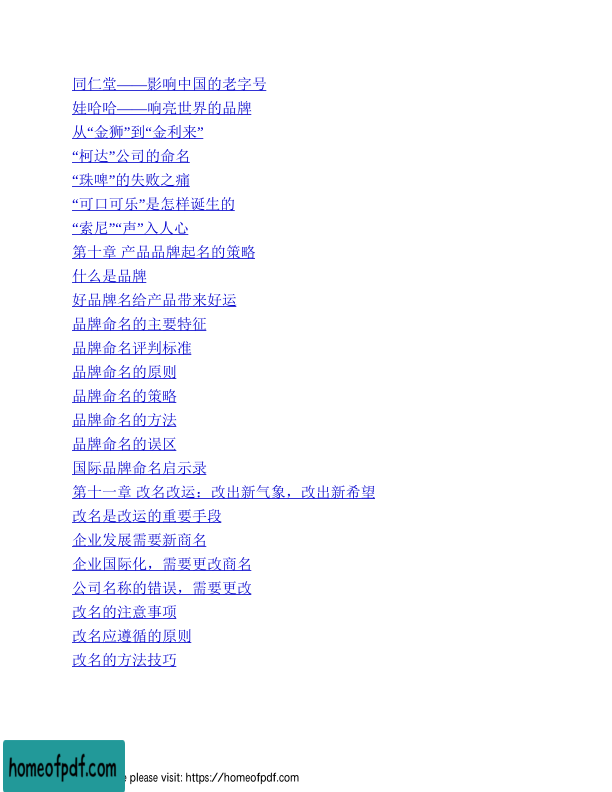 同仁堂——影响中国的老字号
娃哈哈——响亮世界的品牌
从“金狮”到“金利来”
“柯达”公司的命名
“珠啤”的失败之痛
“可口可乐”是怎样诞生的
“索尼”“声”入人心
第十章 产品品牌起名的策略
什么是品牌
好品牌名给产品带来好运
品牌命名的主要特征
品牌命名评判标准
品牌命名的原则
品牌命名的策略
品牌命名的方法
品牌命名的误区
国际品牌命名启示录
第十一章 改名改运：改出新气象，改出新希望
改名是改运的重要手段
企业发展需要新商名
企业国际化，需要更改商名
公司名称的错误，需要更改
改名的注意事项
改名应遵循的原则
改名的方法技巧
homeofpdf.com
e please visit: https://homeofpdf.com